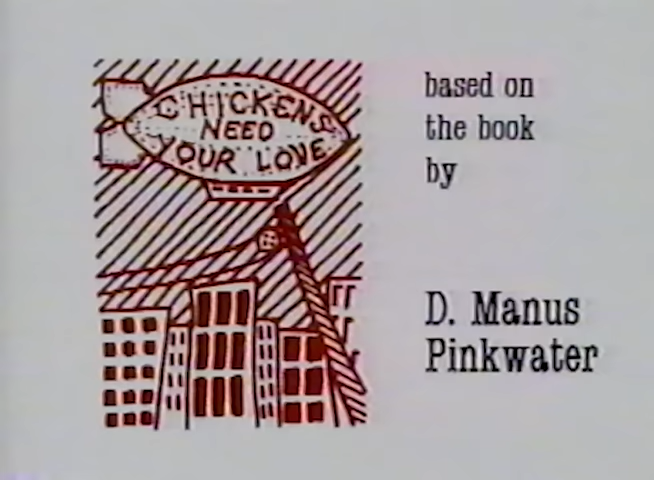 CHICKENS
NEED
YOUR LOVE
based on
the book
by
D. Manus
Pinkwater